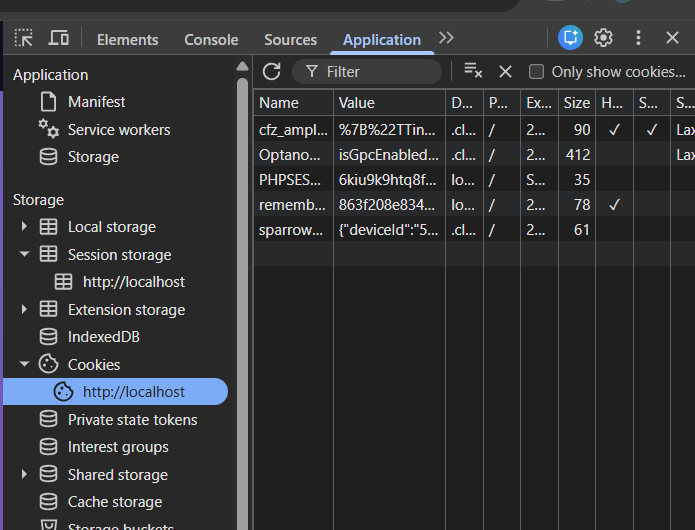 Elements Console Sources Application
Application
Manifest
Service workers
Storage
Storage
Local storage
Session storage
http://localhost
Extension storage
IndexedDB
Cookies
http://localhost
Private state tokens
Interest groups
Shared storage
Cache storage
Storage buckets
Filter Only show cookies...
Name Value D... P... Ex... Size H... S... S...
cfz_ampl... %7B%22TTin... .cl... / 2... 90 ✓ ✓ Lax
Optano... isGpcEnabled... .cl... / 2... 412 Lax
PHPSES... 6kiu9k9htq8f... lo... / S... 35
rememb... 863f208e834... lo... / 2... 78 ✓
sparrow... {"deviceId":"5... .cl... / 2... 61